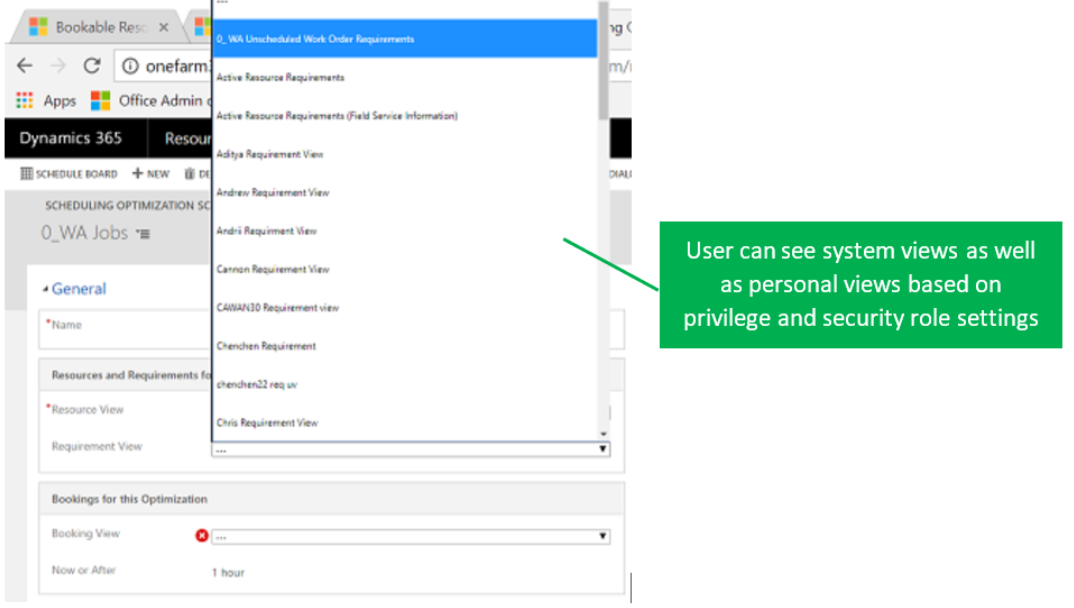 ---
Bookable Reso
ng C
0_ WA Unscheduled Work Order Requirements
onefarm
m/
Active Resource Requirements
Apps Office Admin
Active Resource Requirements (Field Service Information)
Dynamics 365 Resour
Aditya Requirement View
SCHEDULE BOARD NEW DE
DIAL
Andrew Requirement View
SCHEDULING OPTIMIZATION SC
0_WA Jobs
Andrii Requirment View
User can see system views as well
as personal views based on
privilege and security role settings
Cannon Requirement View
General
CAWAN30 Requirement view
*Name
Chenchen Requirement
Resources and Requirements fo
chenchen22 req uv
*Resource View
Chris Requirement View
Requirement View ---
Bookings for this Optimization
Booking View ---
Now or After 1 hour